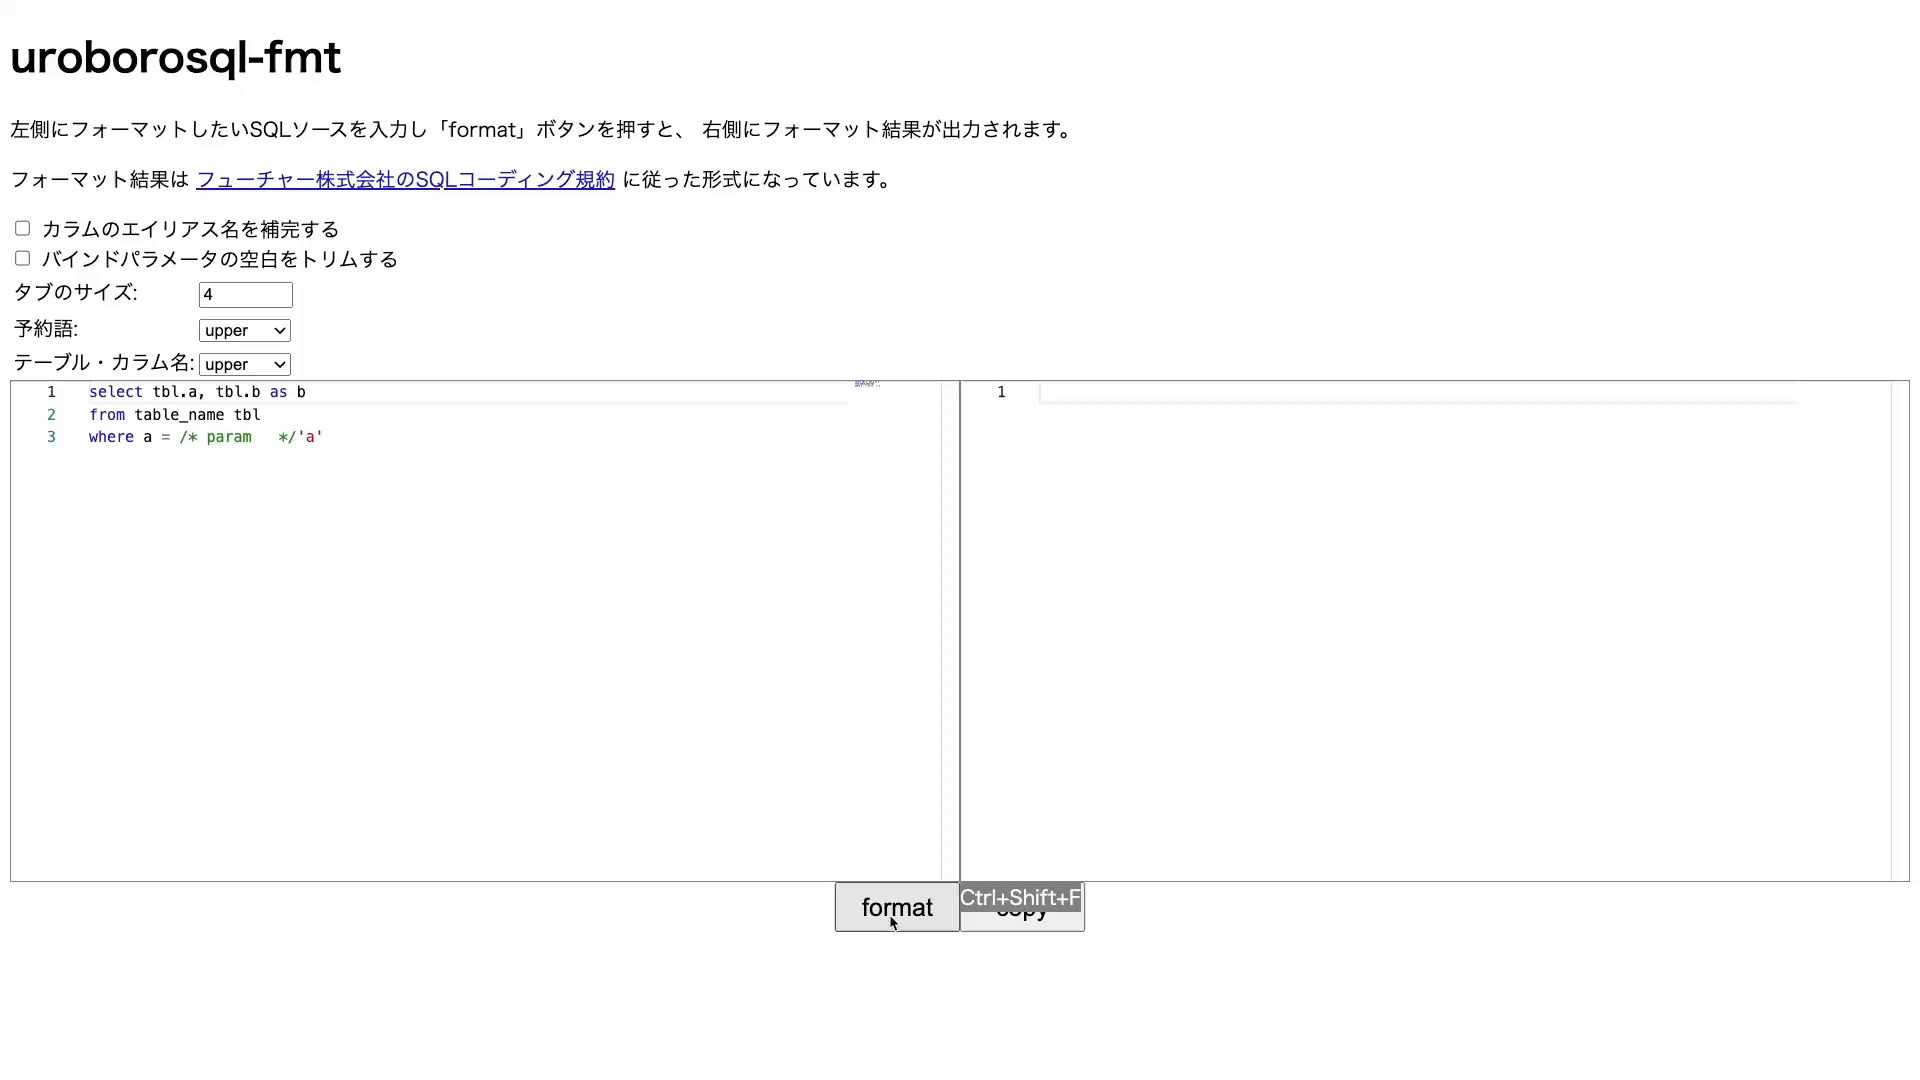 uroborosql-fmt
左側にフォーマットしたいSQLソースを入力し「format」ボタンを押すと、 右側にフォーマット結果が出力されます。
フォーマット結果は フューチャー株式会社のSQLコーディング規約 に従った形式になっています。
カラムのエイリアス名を補完する
バインドパラメータの空白をトリムする
タブのサイズ: 4
予約語: upper
テーブル・カラム名: upper
1 select tbl.a, tbl.b as b
2 from table_name tbl
3 where a = /* param   */'a'
1
format
Ctrl+Shift+F
copy